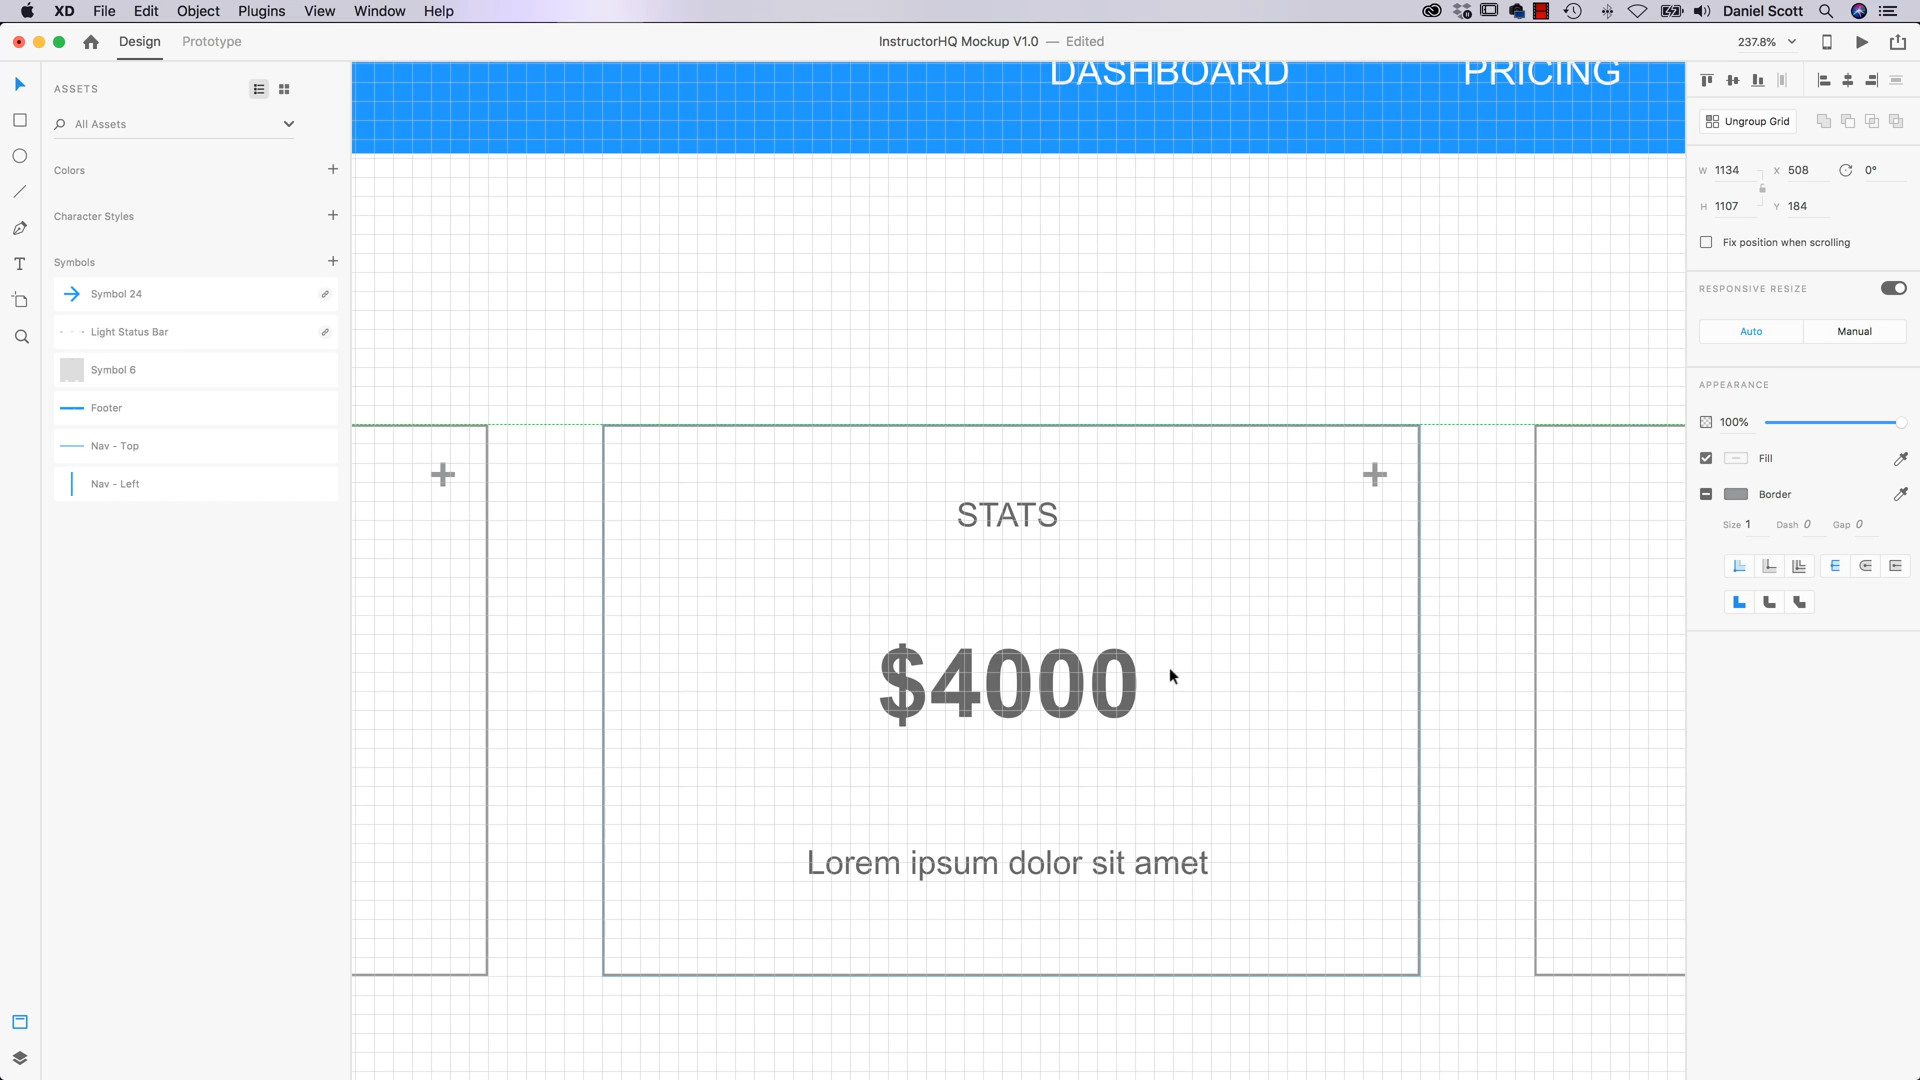 XD File Edit Object Plugins View Window Help
Daniel Scott
Design Prototype
InstructorHQ Mockup V1.0 — Edited
237.8%
ASSETS
All Assets
Colors
Character Styles
Symbols
Symbol 24
Light Status Bar
Symbol 6
Footer
Nav - Top
Nav - Left
DASHBOARD
PRICING
STATS
$4000
Lorem ipsum dolor sit amet
Ungroup Grid
W 1134 X 508 0°
H 1107 Y 184
Fix position when scrolling
RESPONSIVE RESIZE
Auto Manual
APPEARANCE
100%
Fill
Border
Size 1 Dash 0 Gap 0